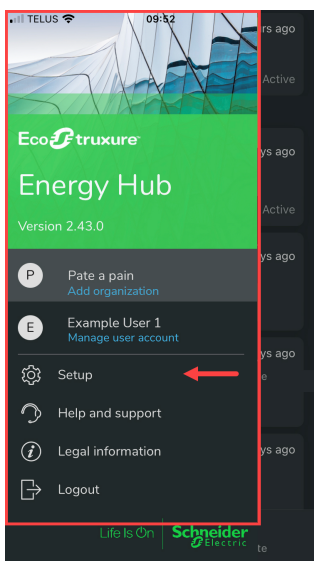 TELUS 09:52
rs ago
Active
EcoStruxure
ys ago
Energy Hub
Active
Version 2.43.0
ys ago
P Pate a pain
Add organization
E Example User 1
Manage user account
ys ago
Setup
e
Help and support
Legal information
ys ago
Logout
Life Is On Schneider
Electric
te